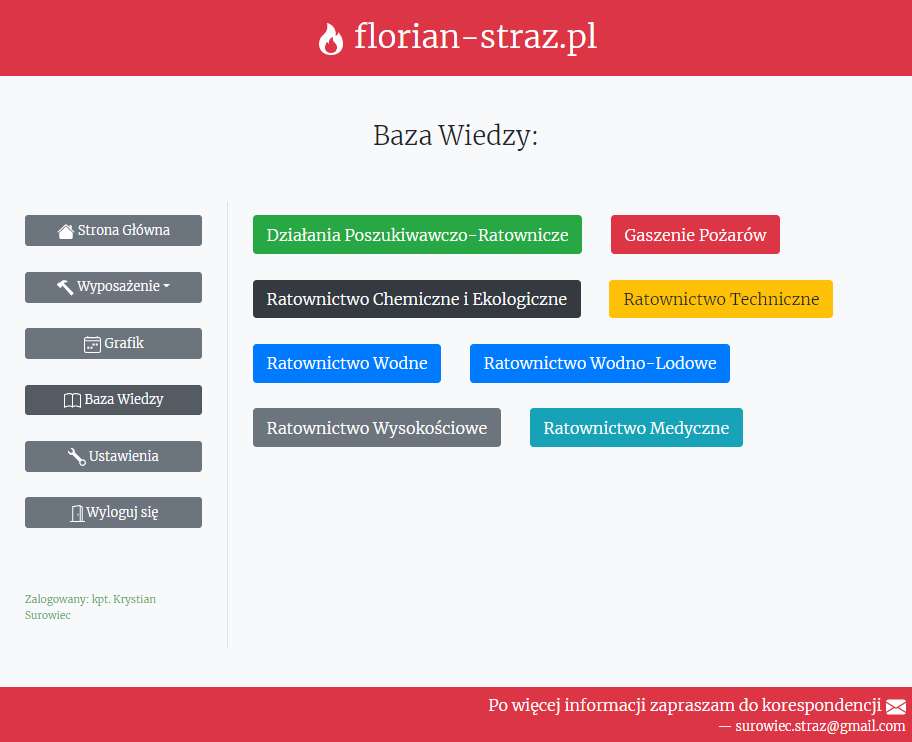 florian-straz.pl
Baza Wiedzy:
Strona Główna
Wyposażenie
Grafik
Baza Wiedzy
Ustawienia
Wyloguj się
Zalogowany: kpt. Krystian
Surowiec
Działania Poszukiwawczo-Ratownicze
Gaszenie Pożarów
Ratownictwo Chemiczne i Ekologiczne
Ratownictwo Techniczne
Ratownictwo Wodne
Ratownictwo Wodno-Lodowe
Ratownictwo Wysokościowe
Ratownictwo Medyczne
Po więcej informacji zapraszam do korespondencji
— surowiec.straz@gmail.com